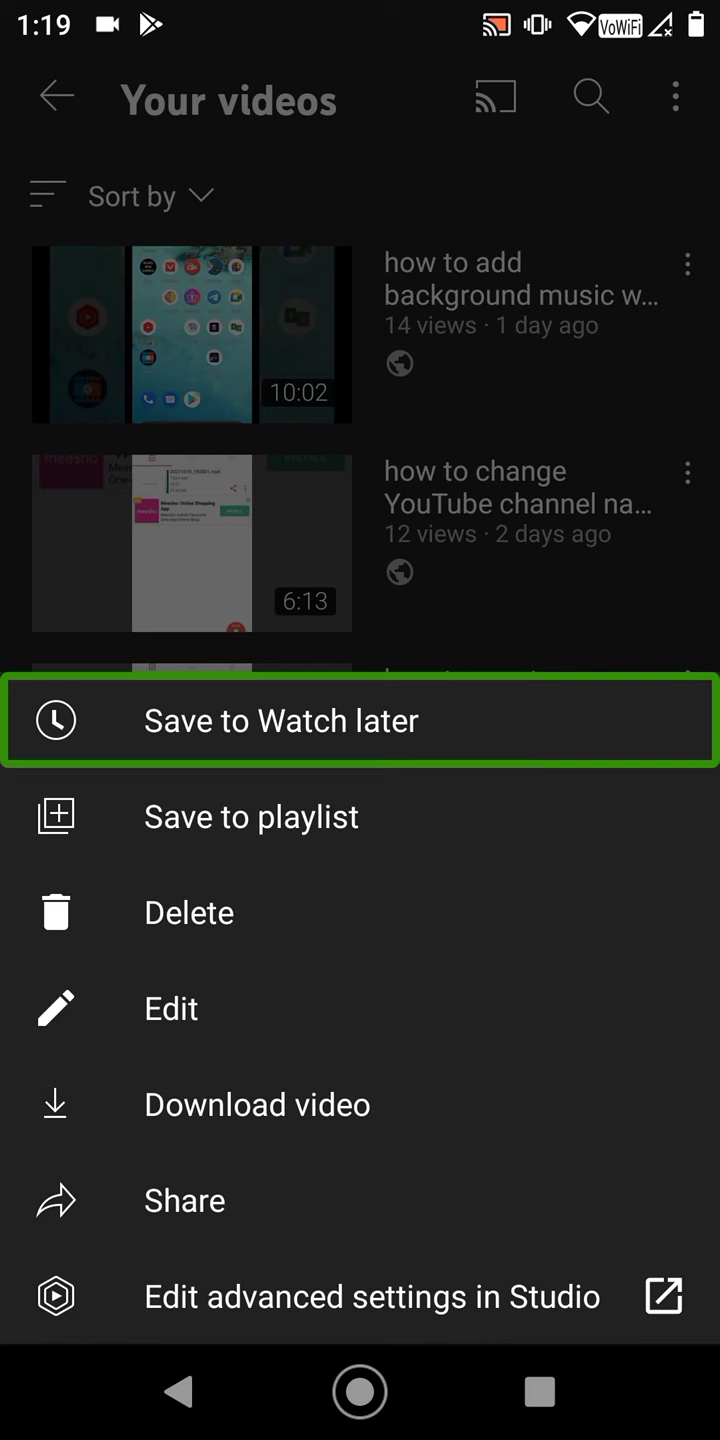 1:19
VoWiFi
Your videos
Sort by
how to add
background music w...
14 views · 1 day ago
10:02
how to change
YouTube channel na...
12 views · 2 days ago
6:13
meesho
Save to Watch later
Save to playlist
Delete
Edit
Download video
Share
Edit advanced settings in Studio